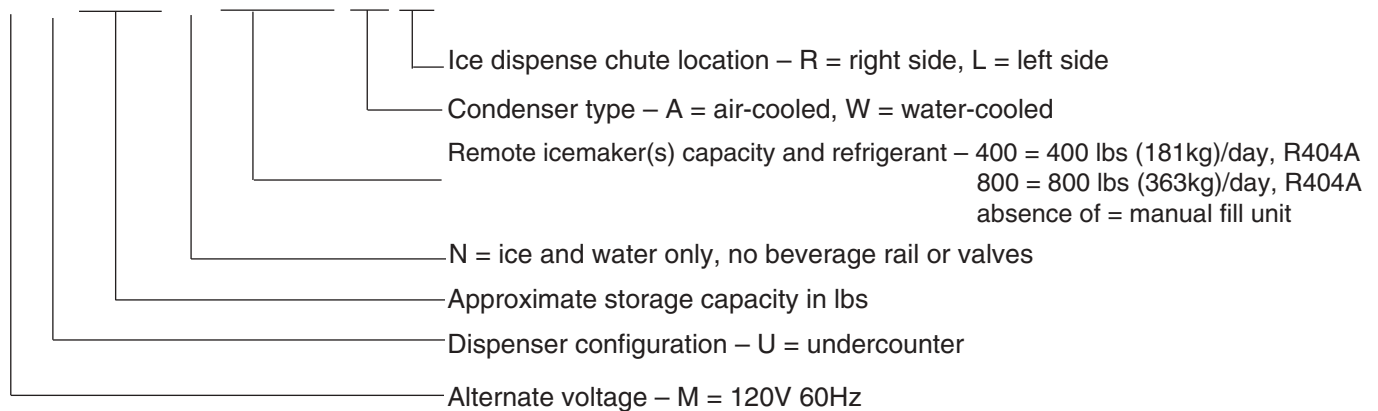 Ice dispense chute location – R = right side, L = left side
Condenser type – A = air-cooled, W = water-cooled
Remote icemaker(s) capacity and refrigerant – 400 = 400 lbs (181kg)/day, R404A
800 = 800 lbs (363kg)/day, R404A
absence of = manual fill unit
N = ice and water only, no beverage rail or valves
Approximate storage capacity in lbs
Dispenser configuration – U = undercounter
Alternate voltage – M = 120V 60Hz